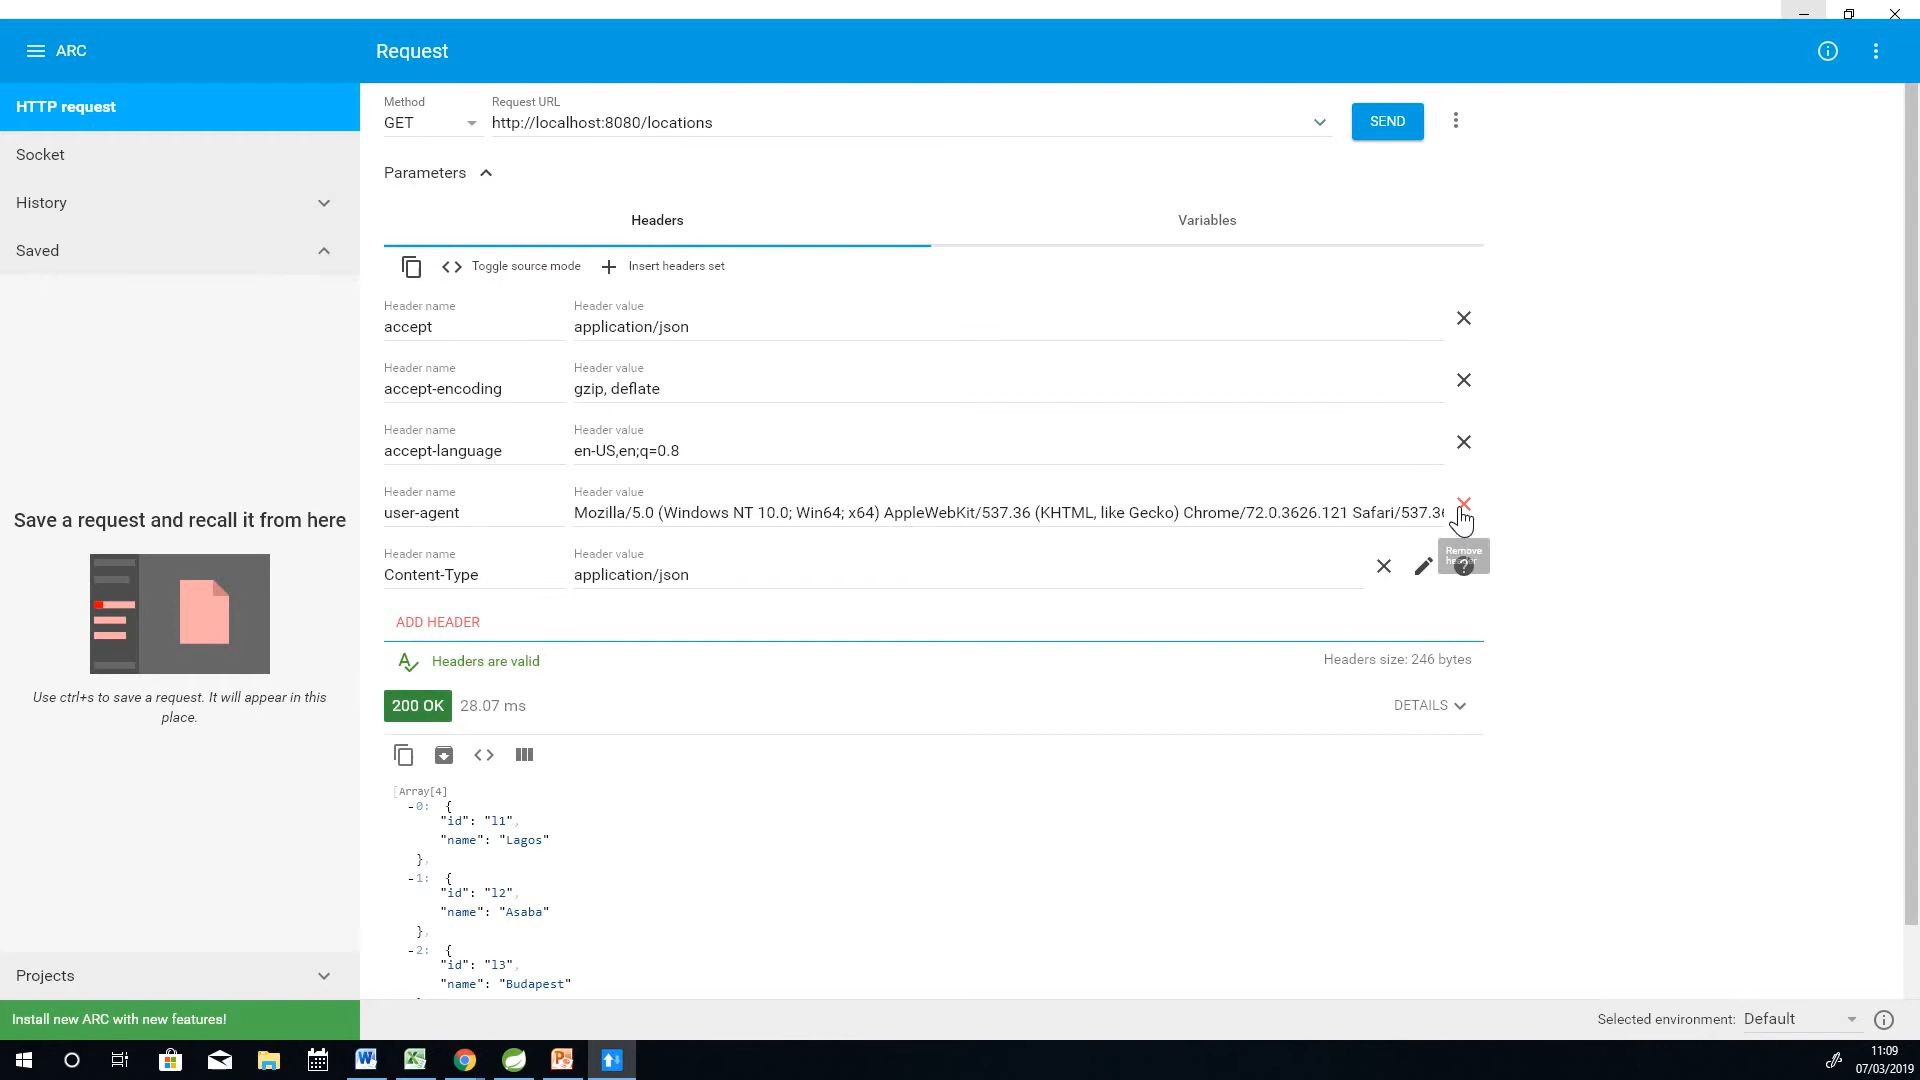 ARC
Request
HTTP request
Socket
History
Saved
Save a request and recall it from here
Use ctrl+s to save a request. It will appear in this
place.
Projects
Install new ARC with new features!
Method
GET
Request URL
http://localhost:8080/locations
SEND
Parameters
Headers
Variables
Toggle source mode
Insert headers set
Header name
accept
Header value
application/json
Header name
accept-encoding
Header value
gzip, deflate
Header name
accept-language
Header value
en-US,en;q=0.8
Header name
user-agent
Header value
Mozilla/5.0 (Windows NT 10.0; Win64; x64) AppleWebKit/537.36 (KHTML, like Gecko) Chrome/72.0.3626.121 Safari/537.36
Remove
header
Header name
Content-Type
Header value
application/json
ADD HEADER
Headers are valid
Headers size: 246 bytes
200 OK 28.07 ms
DETAILS
[Array[4]
-0: {
"id": "l1",
"name": "Lagos"
},
-1: {
"id": "l2",
"name": "Asaba"
},
-2: {
"id": "l3",
"name": "Budapest"
Selected environment: Default
11:09
07/03/2019